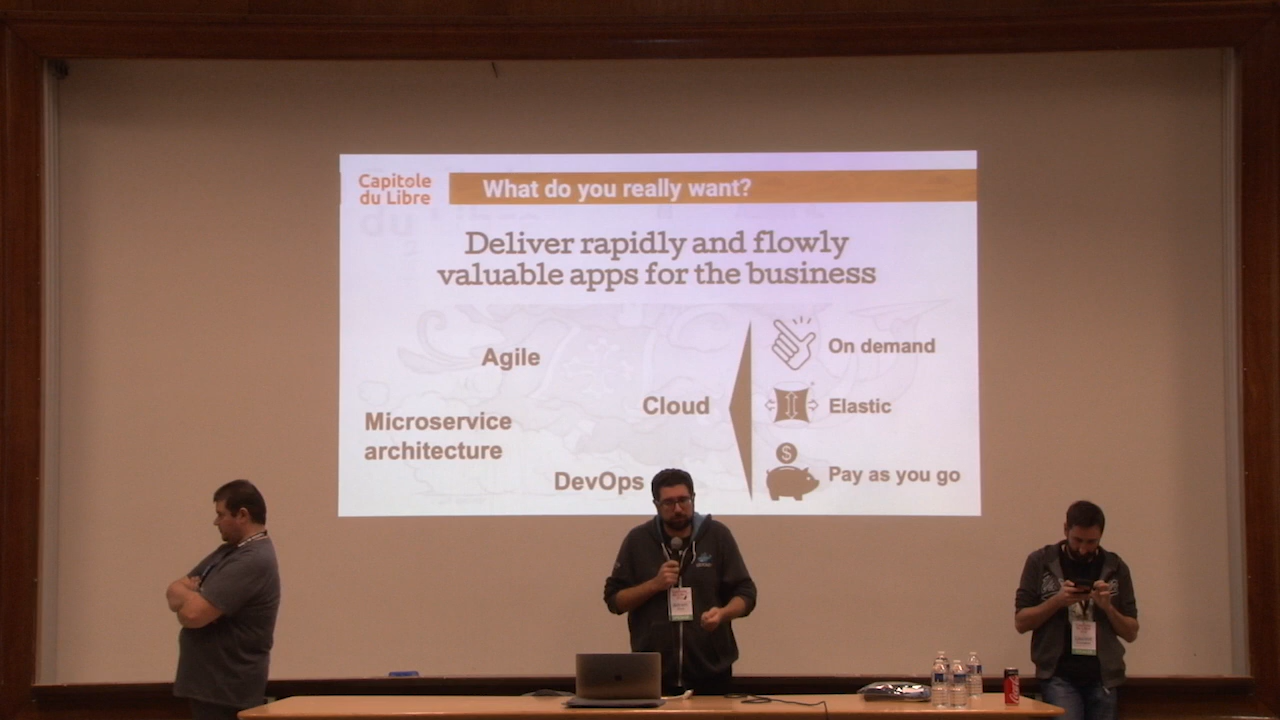 Capitole
du Libre
What do you really want?
Deliver rapidly and flowly
valuable apps for the business
Agile
On demand
Cloud
Elastic
Microservice
architecture
DevOps
Pay as you go
$